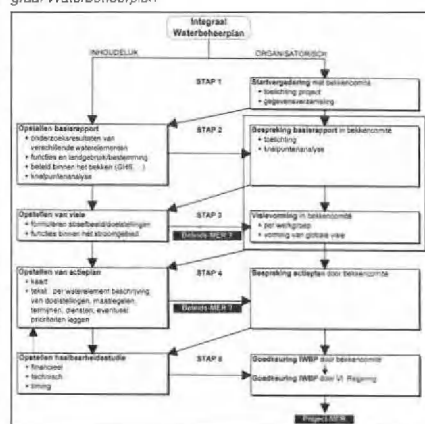 graal Waterbeheerplan
Integraal
Waterbeheerplan
INHOUDELIJK
ORGANISATORISCH
STAP 1
Startvergadering met bekkencomité
• toelichting project
• gegevensverzameling
Opstellen basisrapport
• onderzoeksresultaten van
verschillende waterelementen
• functies en landgebruik/bestemming
• beleid binnen het bekken (GHS, ...)
• knelpuntenanalyse
STAP 2
Bespreking basisrapport in bekkencomité
• toelichting
• knelpuntenanalyse
Opstellen van visie
• formuleren streefbeeld/doelstellingen
• functies binnen het stroomgebied
STAP 3
Beleids-MER ?
Visievorming in bekkencomité
• per werkgroep
• vorming van globale visie
Opstellen van actieplan
• kaart
• tekst : per waterelement beschrijving
van doelstellingen, maatregelen,
termijnen, diensten, eventueel
prioriteiten leggen
STAP 4
Beleids-MER ?
Bespreking actieplan door bekkencomité
Opstellen haalbaarheidsstudie
• financieel
• technisch
• timing
STAP 5
Goedkeuring IWBP door bekkencomité
Goedkeuring IWBP door Vl. Regering
Project-MER